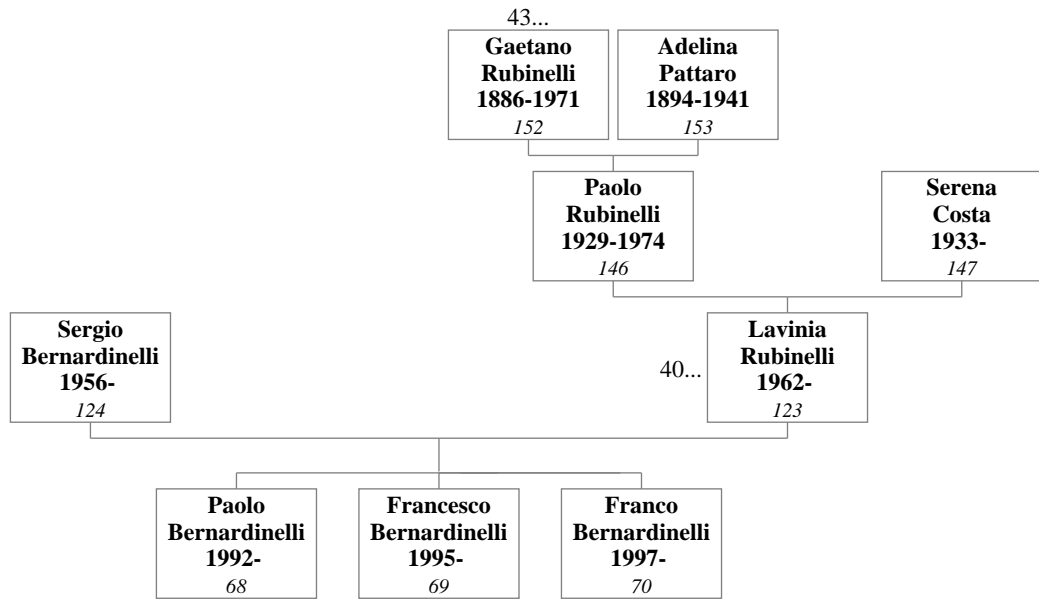 43...
Gaetano
Rubinelli
1886-1971
152
Adelina
Pattaro
1894-1941
153
Paolo
Rubinelli
1929-1974
146
Serena
Costa
1933-
147
Sergio
Bernardinelli
1956-
124
40...
Lavinia
Rubinelli
1962-
123
Paolo
Bernardinelli
1992-
68
Francesco
Bernardinelli
1995-
69
Franco
Bernardinelli
1997-
70